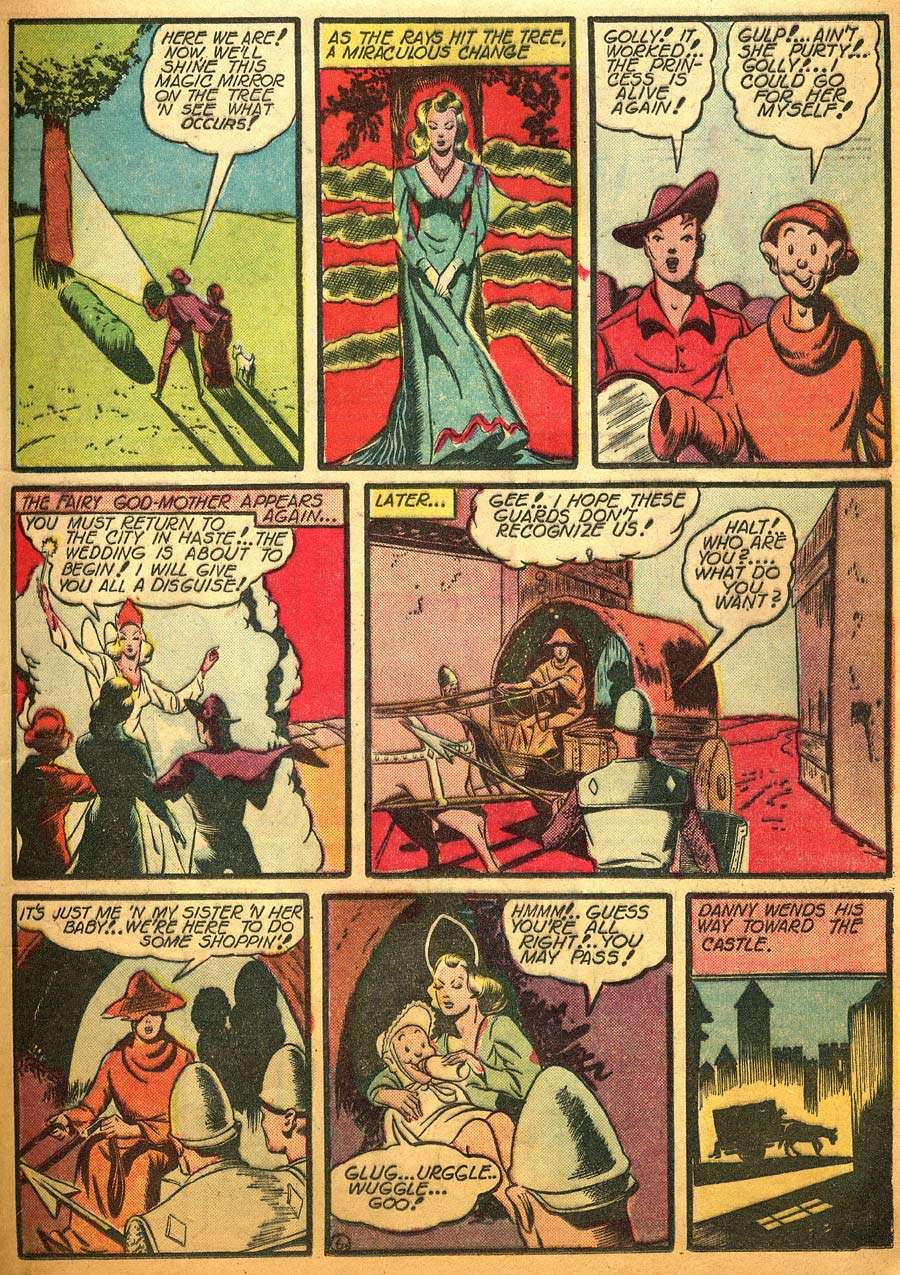 HERE WE ARE!
NOW, WE'LL
SHINE THIS
MAGIC MIRROR
ON THE TREE
'N SEE WHAT
OCCURS!
AS THE RAYS HIT THE TREE,
A MIRACULOUS CHANGE
GOLLY! IT
WORKED!..
THE PRIN-
CESS IS
ALIVE
AGAIN!
GULP!...AIN'T
SHE PURTY!..
GOLLY!...I
COULD GO
FOR HER
MYSELF!
THE FAIRY GOD-MOTHER APPEARS
AGAIN...
YOU MUST RETURN TO
THE CITY IN HASTE!..THE
WEDDING IS ABOUT TO
BEGIN! I WILL GIVE
YOU ALL A DISGUISE!
LATER...
GEE!..I HOPE THESE
GUARDS DON'T
RECOGNIZE US!
HALT!
WHO ARE
YOU?....
WHAT DO
YOU
WANT?
IT'S JUST ME 'N MY SISTER 'N HER
BABY!..WE'RE HERE TO DO
SOME SHOPPIN'!
HMMM!..GUESS
YOU'RE ALL
RIGHT!..YOU
MAY PASS!
GLUG...URGGLE..
WUGGLE...
GOO!
DANNY WENDS HIS
WAY TOWARD THE
CASTLE.